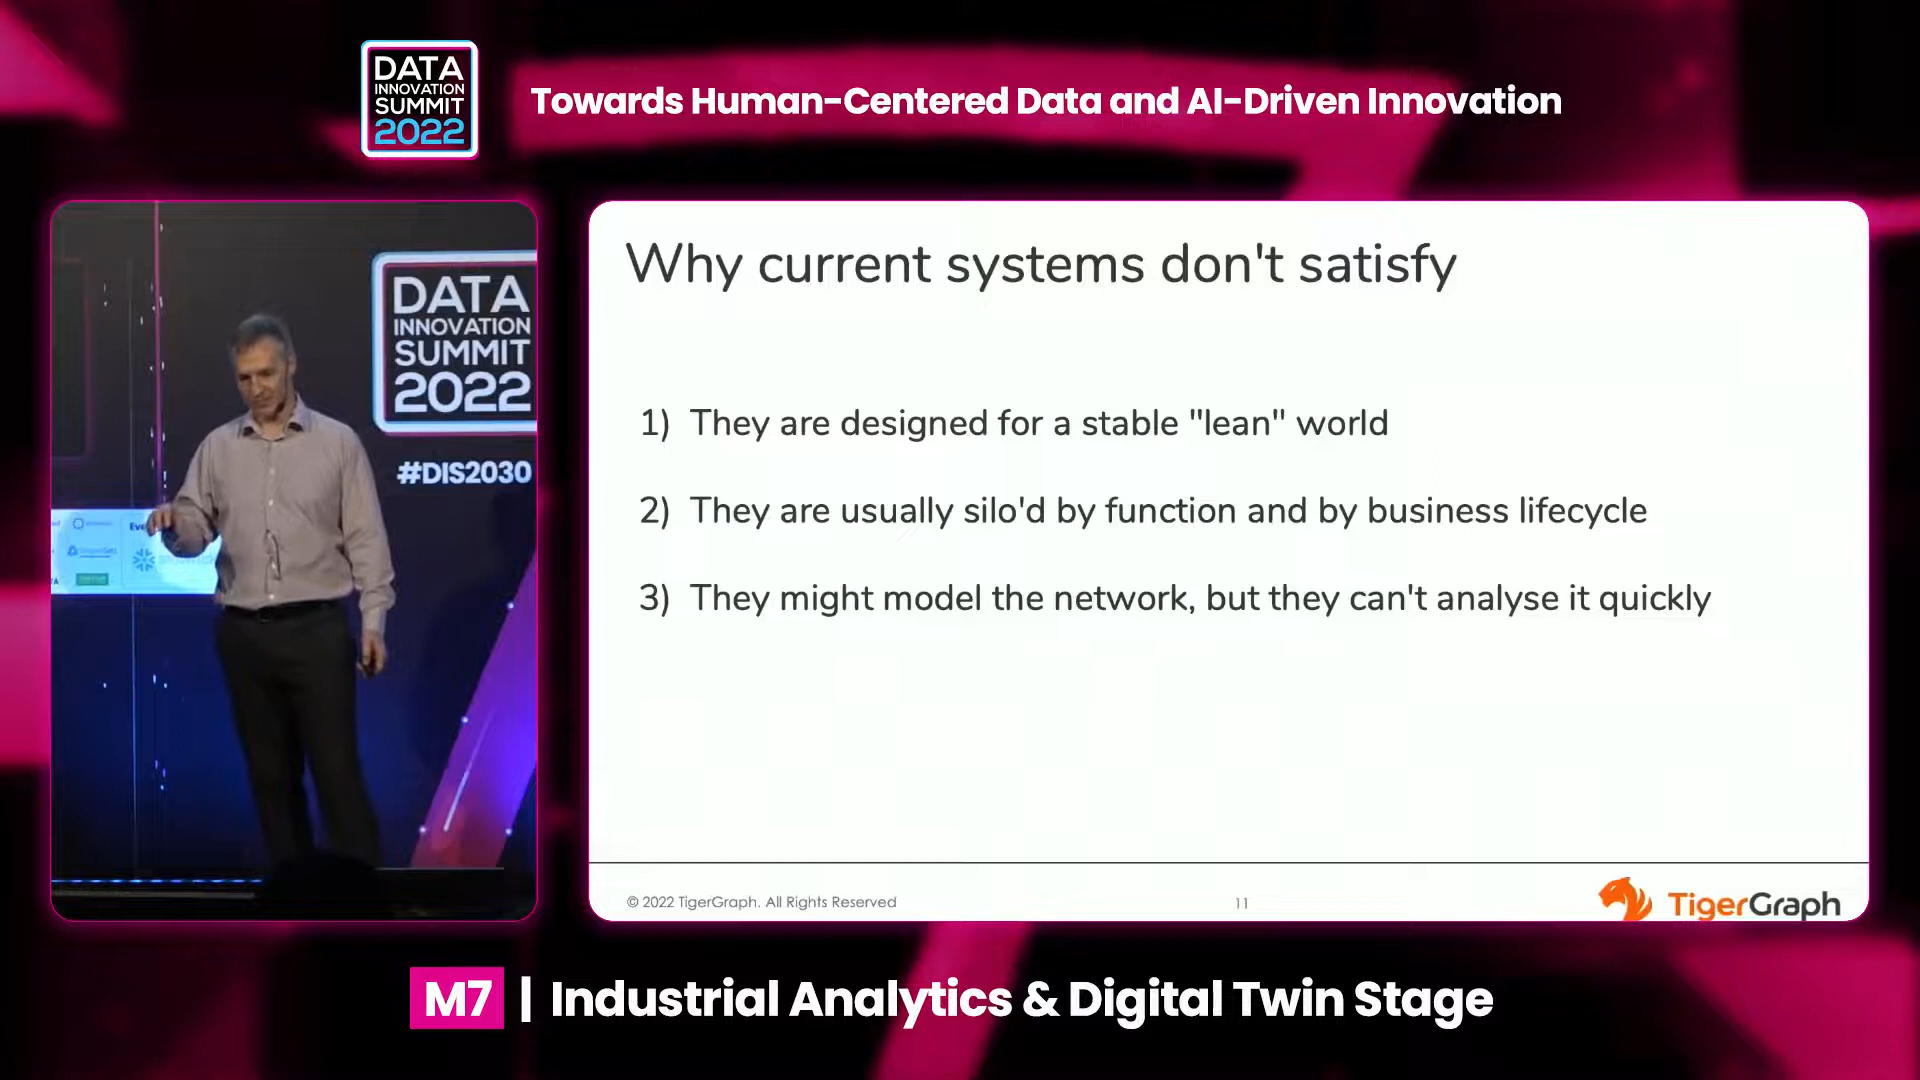 DATA
INNOVATION
SUMMIT
2022
Towards Human-Centered Data and AI-Driven Innovation
DATA
INNOVATION
SUMMIT
2022
#DIS2030
Why current systems don't satisfy
1) They are designed for a stable "lean" world
2) They are usually silo'd by function and by business lifecycle
3) They might model the network, but they can't analyse it quickly
© 2022 TigerGraph. All Rights Reserved
11
TigerGraph
M7 | Industrial Analytics & Digital Twin Stage